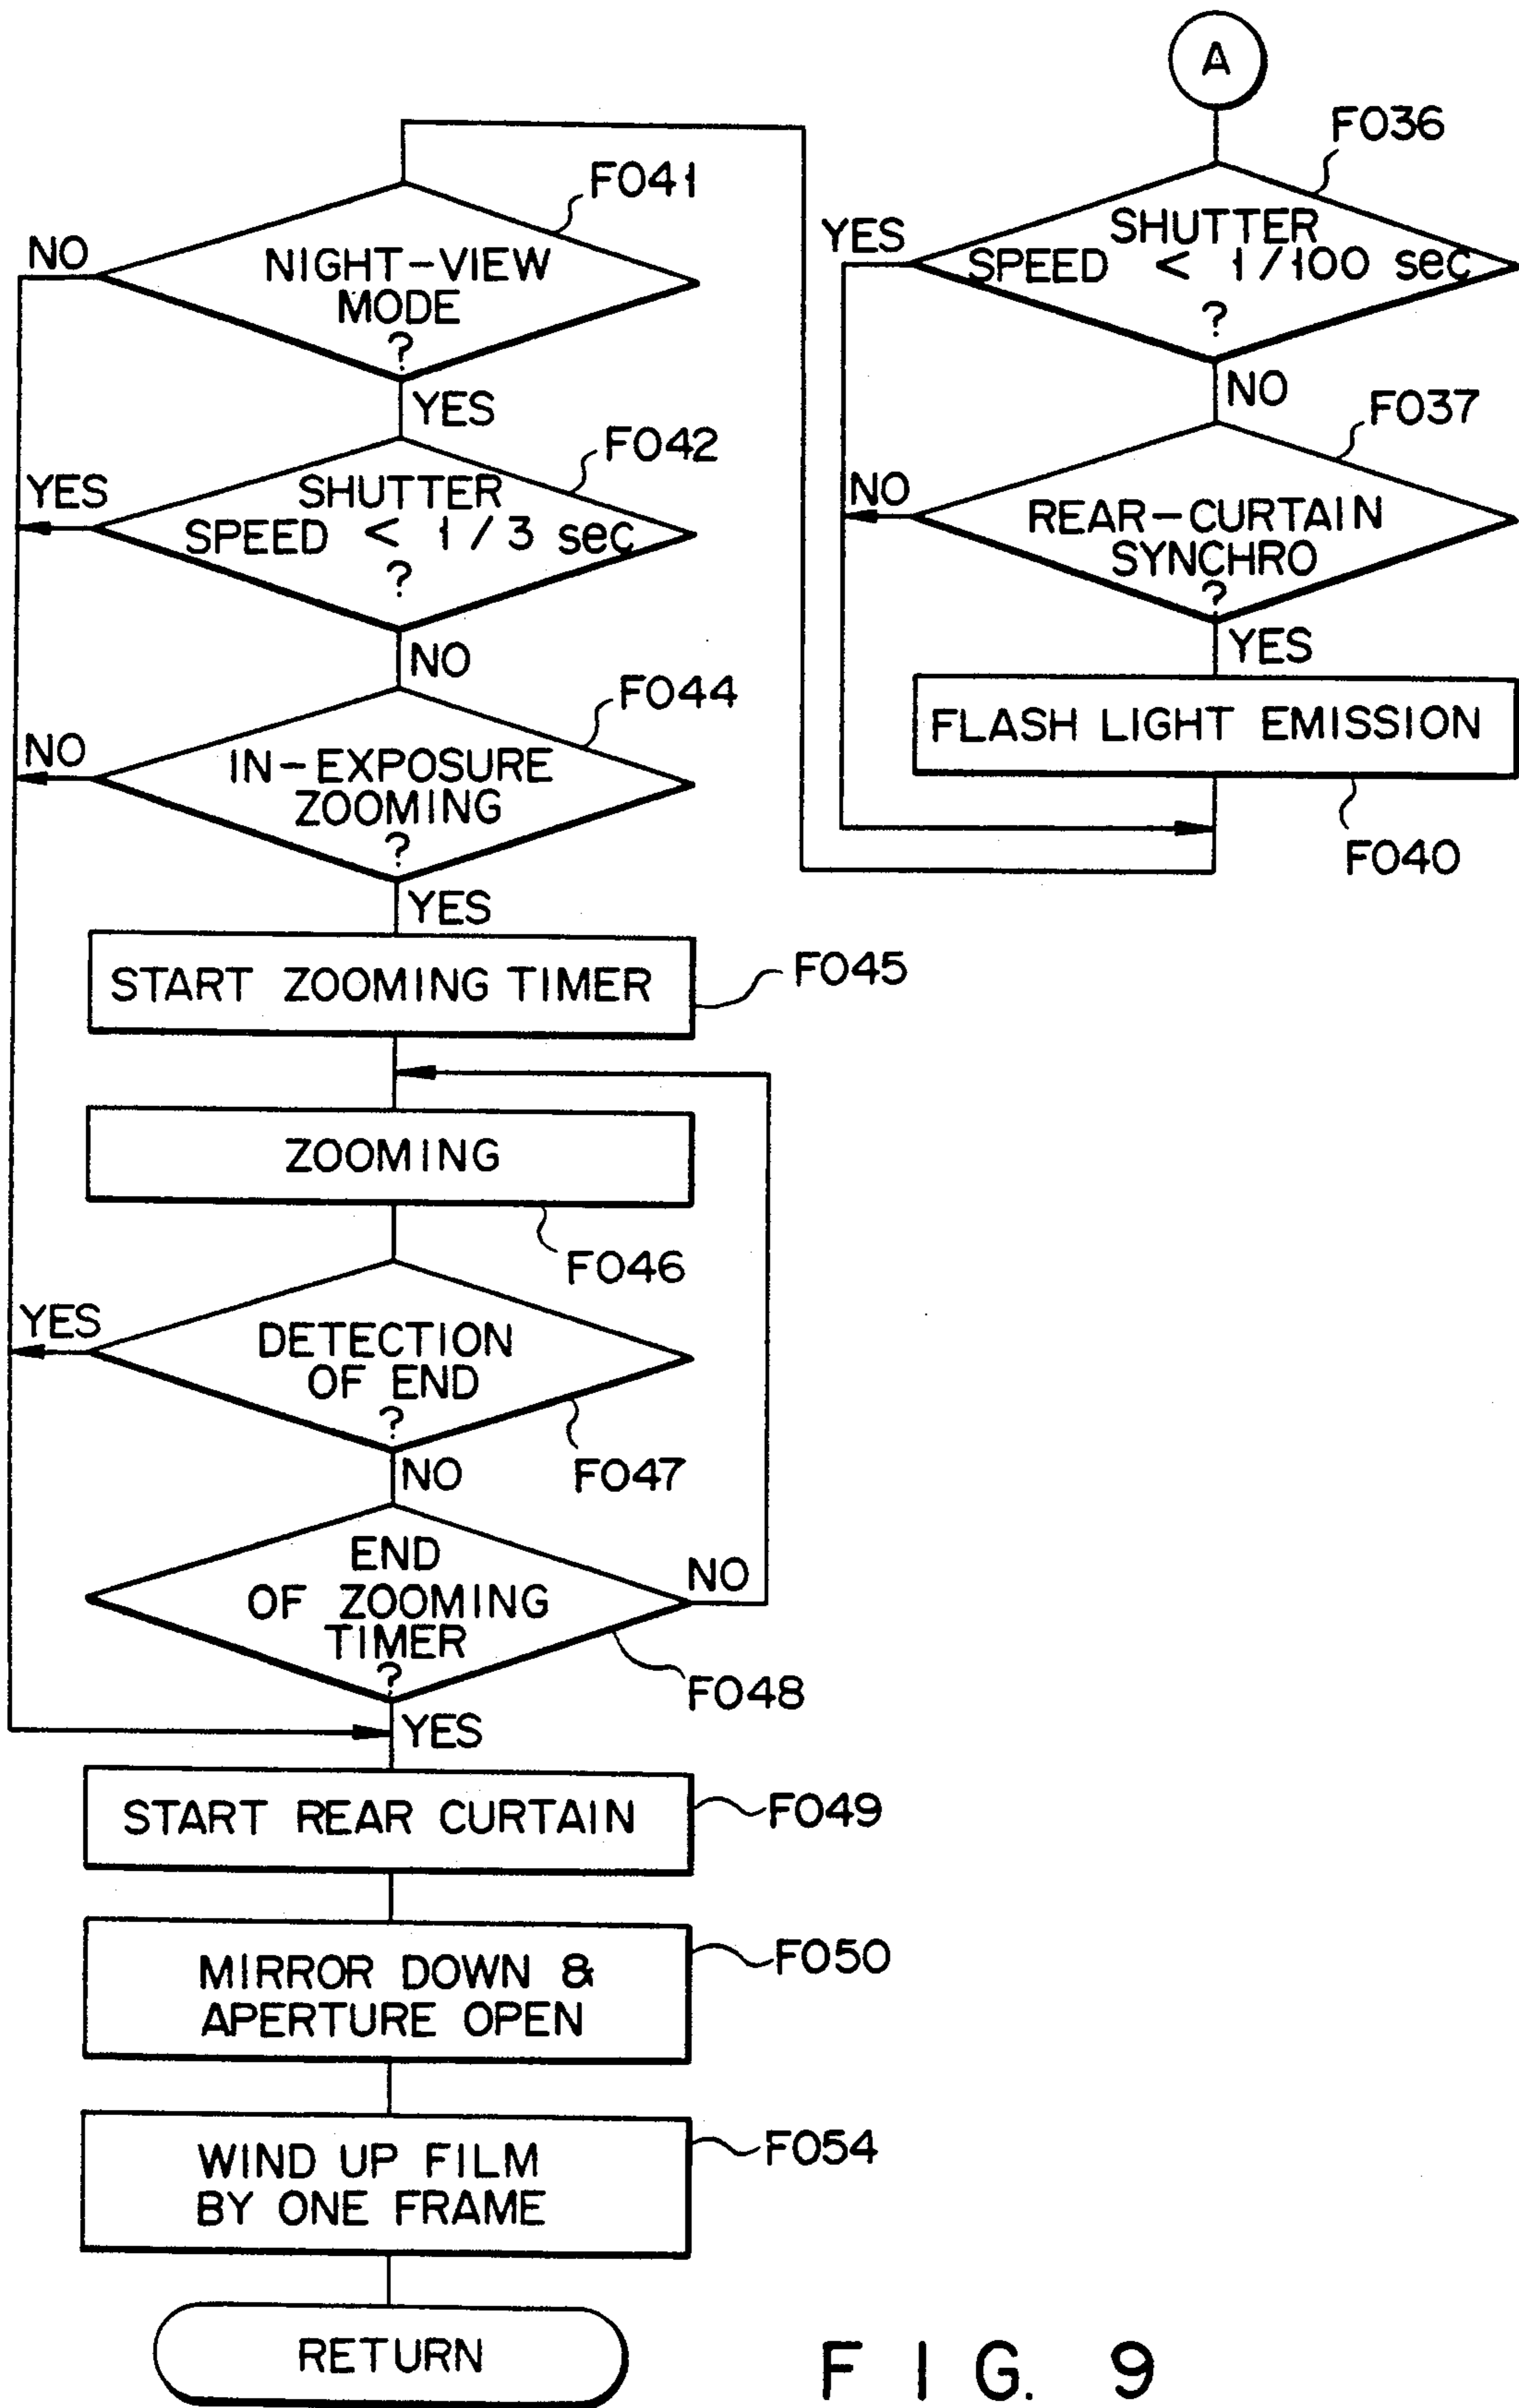 A
F036
YES
SHUTTER
SPEED < 1/100 sec
?
NO
F037
NO
REAR-CURTAIN
SYNCHRO
?
YES
FLASH LIGHT EMISSION
F040
F041
NO
NIGHT-VIEW
MODE
?
YES
F042
YES
SHUTTER
SPEED < 1/3 sec
?
NO
F044
NO
IN-EXPOSURE
ZOOMING
?
YES
START ZOOMING TIMER
F045
ZOOMING
F046
YES
DETECTION
OF END
?
F047
NO
END
OF ZOOMING
TIMER
?
NO
F048
YES
START REAR CURTAIN
F049
MIRROR DOWN &
APERTURE OPEN
F050
WIND UP FILM
BY ONE FRAME
F054
RETURN
FIG. 9